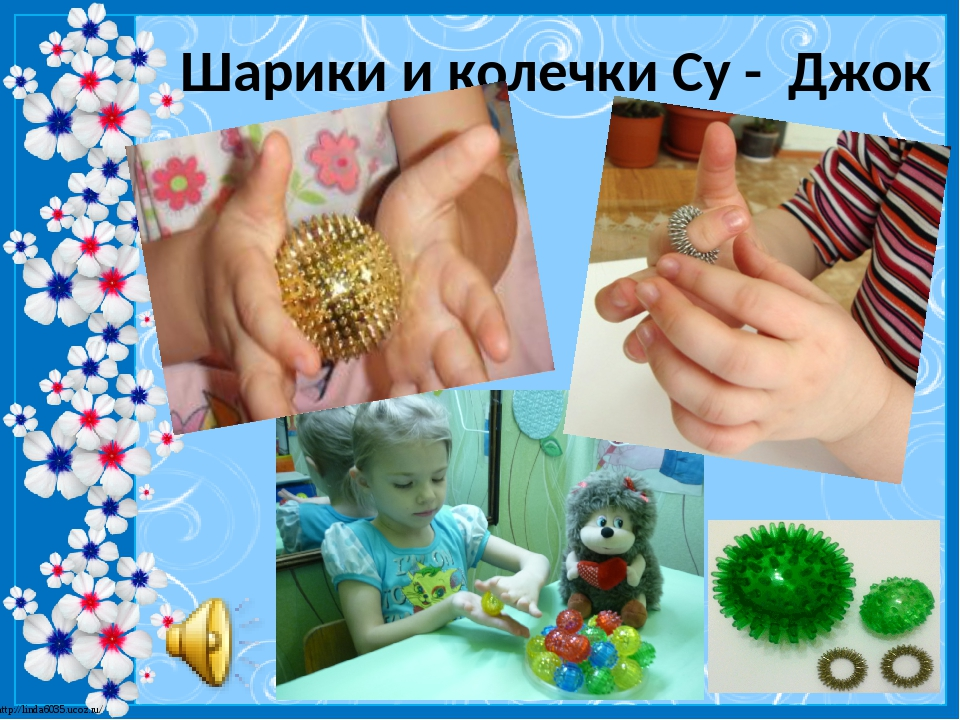 Шарики и колечки Су - Джок
http://linda6035.ucoz.ru/